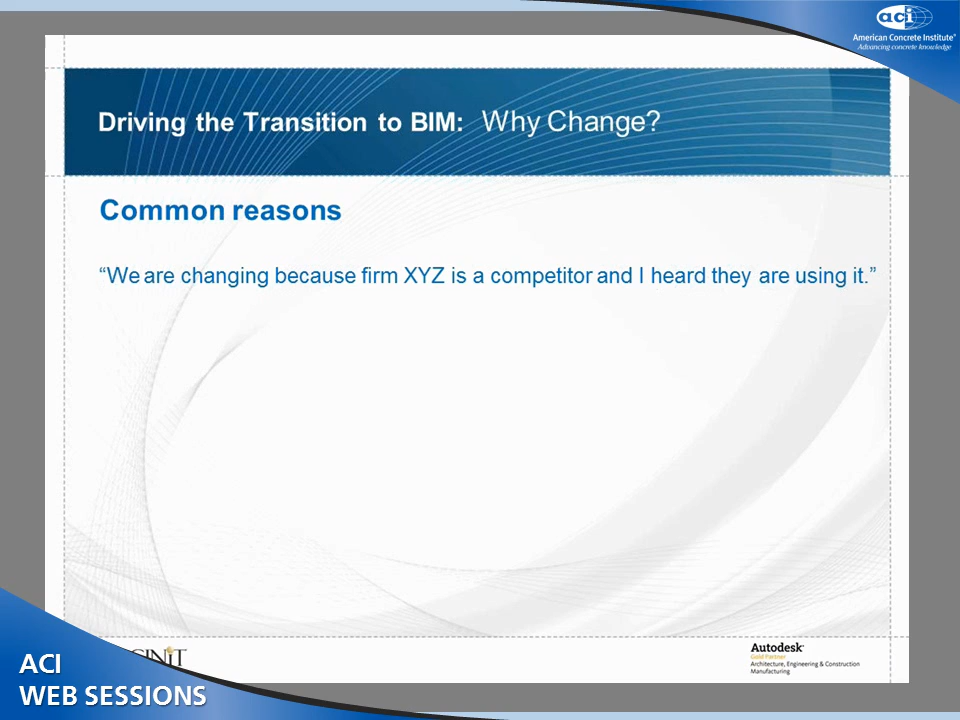 aci
American Concrete Institute®
Advancing concrete knowledge
Driving the Transition to BIM: Why Change?
Common reasons
“We are changing because firm XYZ is a competitor and I heard they are using it.”
Autodesk®
Gold Partner
Architecture, Engineering & Construction
Manufacturing
ACI
WEB SESSIONS